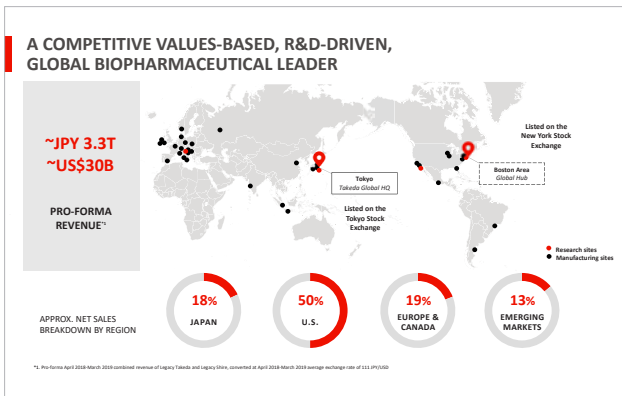 A COMPETITIVE VALUES-BASED, R&D-DRIVEN,
GLOBAL BIOPHARMACEUTICAL LEADER
~JPY 3.3T
~US$30B
PRO-FORMA
REVENUE*1
Listed on the
New York Stock
Exchange
Tokyo
Takeda Global HQ
Boston Area
Global Hub
Listed on the
Tokyo Stock
Exchange
Research sites
Manufacturing sites
APPROX. NET SALES
BREAKDOWN BY REGION
18%
JAPAN
50%
U.S.
19%
EUROPE &
CANADA
13%
EMERGING
MARKETS
*1. Pro-forma April 2018-March 2019 combined revenue of Legacy Takeda and Legacy Shire, converted at April 2018-March 2019 average exchange rate of 111 JPY/USD